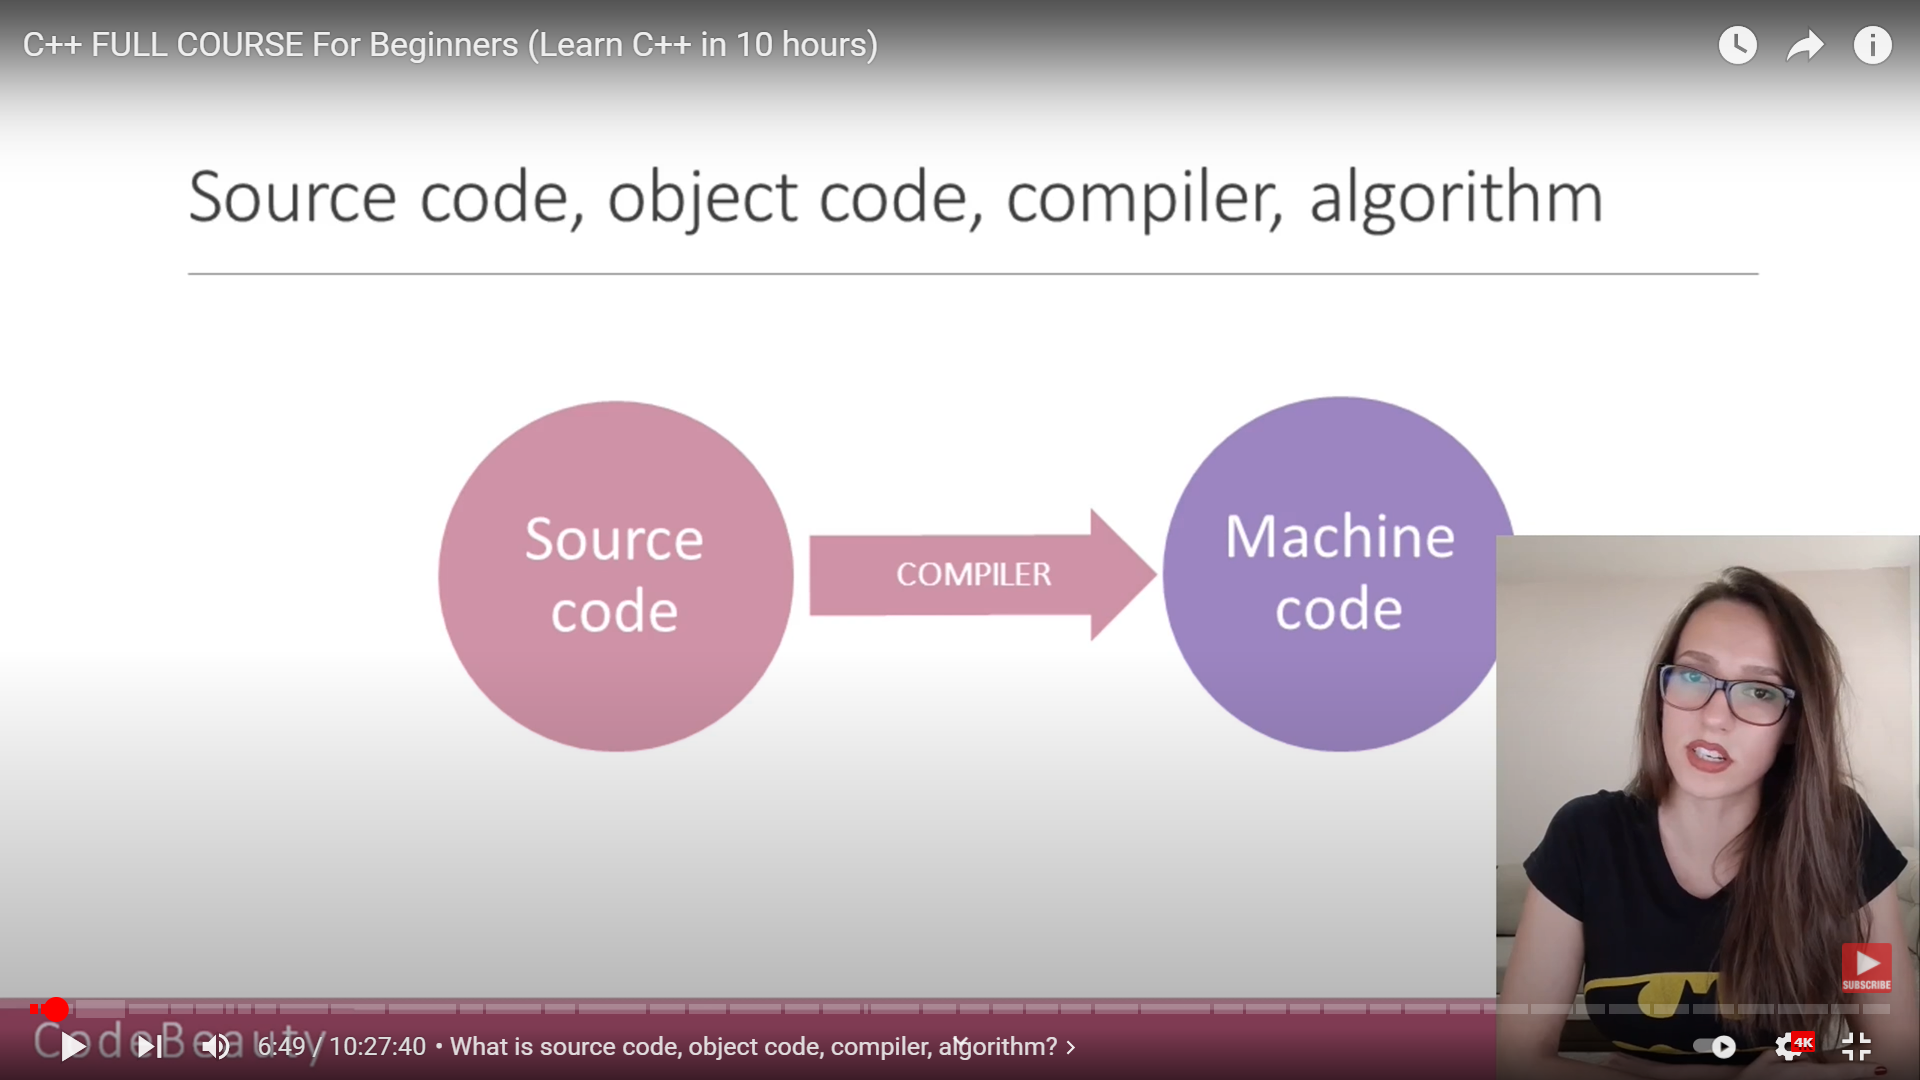 C++ FULL COURSE For Beginners (Learn C++ in 10 hours)
Source code, object code, compiler, algorithm
Source
code
COMPILER
Machine
code
SUBSCRIBE
CodeBeauty
6:49 / 10:27:40 • What is source code, object code, compiler, algorithm? >
4K